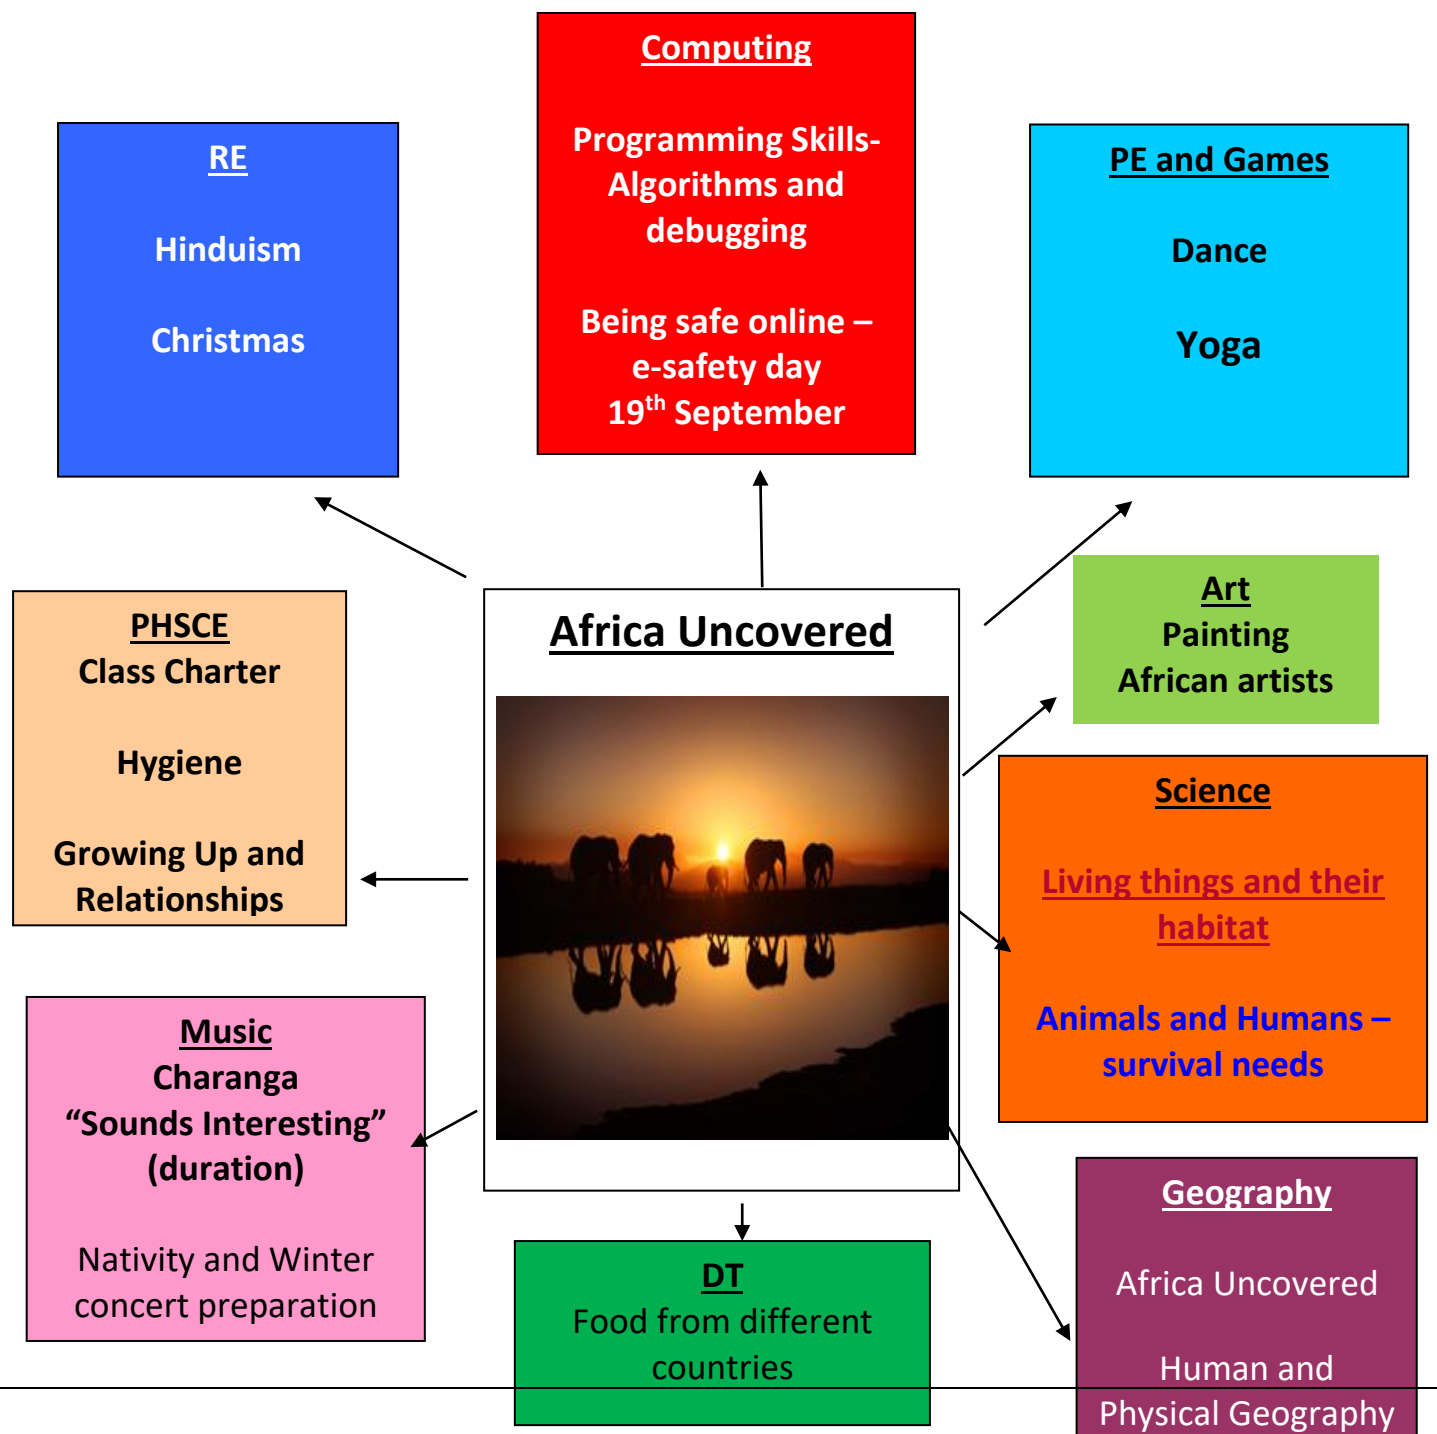 Computing
Programming Skills-
Algorithms and
debugging
Being safe online –
e-safety day
19th September
RE
Hinduism
Christmas
PE and Games
Dance
Yoga
Art
Painting
African artists
PHSCE
Class Charter
Hygiene
Growing Up and
Relationships
Africa Uncovered
Science
Living things and their
habitat
Animals and Humans –
survival needs
Music
Charanga
“Sounds Interesting”
(duration)
Nativity and Winter
concert preparation
DT
Food from different
countries
Geography
Africa Uncovered
Human and
Physical Geography